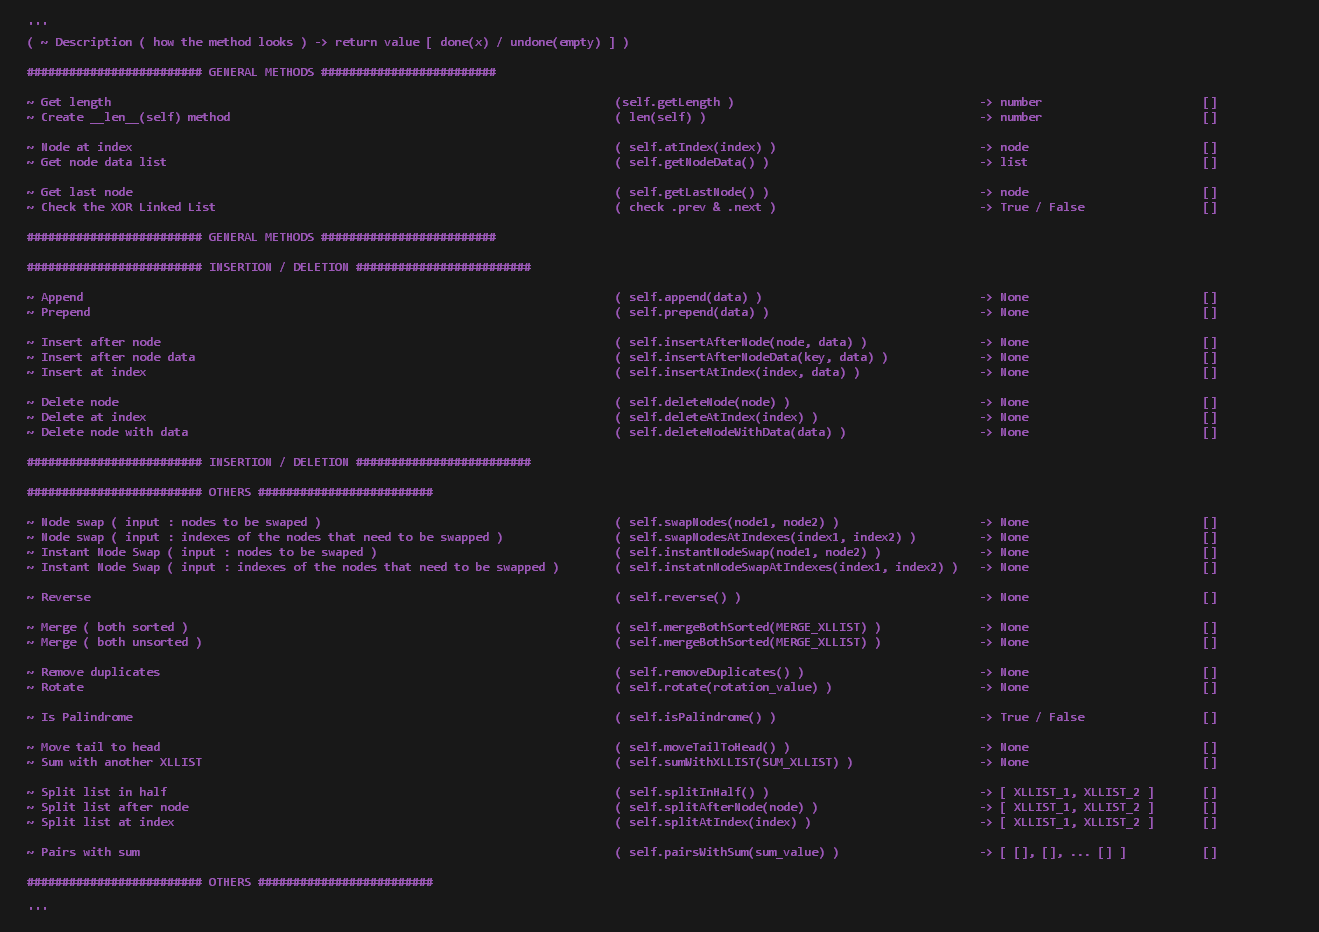 '''
( ~ Description ( how the method looks ) -> return value [ done(x) / undone(empty) ] )
######################### GENERAL METHODS #########################
~ Get length (self.getLength ) -> number []
~ Create __len__(self) method ( len(self) ) -> number []
~ Node at index ( self.atIndex(index) ) -> node []
~ Get node data list ( self.getNodeData() ) -> list []
~ Get last node ( self.getLastNode() ) -> node []
~ Check the XOR Linked List ( check .prev & .next ) -> True / False []
######################### GENERAL METHODS #########################
######################### INSERTION / DELETION #########################
~ Append ( self.append(data) ) -> None []
~ Prepend ( self.prepend(data) ) -> None []
~ Insert after node ( self.insertAfterNode(node, data) ) -> None []
~ Insert after node data ( self.insertAfterNodeData(key, data) ) -> None []
~ Insert at index ( self.insertAtIndex(index, data) ) -> None []
~ Delete node ( self.deleteNode(node) ) -> None []
~ Delete at index ( self.deleteAtIndex(index) ) -> None []
~ Delete node with data ( self.deleteNodeWithData(data) ) -> None []
######################### INSERTION / DELETION #########################
######################### OTHERS #########################
~ Node swap ( input : nodes to be swaped ) ( self.swapNodes(node1, node2) ) -> None []
~ Node swap ( input : indexes of the nodes that need to be swapped ) ( self.swapNodesAtIndexes(index1, index2) ) -> None []
~ Instant Node Swap ( input : nodes to be swaped ) ( self.instantNodeSwap(node1, node2) ) -> None []
~ Instant Node Swap ( input : indexes of the nodes that need to be swapped ) ( self.instatnNodeSwapAtIndexes(index1, index2) ) -> None []
~ Reverse ( self.reverse() ) -> None []
~ Merge ( both sorted ) ( self.mergeBothSorted(MERGE_XLLIST) ) -> None []
~ Merge ( both unsorted ) ( self.mergeBothSorted(MERGE_XLLIST) ) -> None []
~ Remove duplicates ( self.removeDuplicates() ) -> None []
~ Rotate ( self.rotate(rotation_value) ) -> None []
~ Is Palindrome ( self.isPalindrome() ) -> True / False []
~ Move tail to head ( self.moveTailToHead() ) -> None []
~ Sum with another XLLIST ( self.sumWithXLLIST(SUM_XLLIST) ) -> None []
~ Split list in half ( self.splitInHalf() ) -> [ XLLIST_1, XLLIST_2 ] []
~ Split list after node ( self.splitAfterNode(node) ) -> [ XLLIST_1, XLLIST_2 ] []
~ Split list at index ( self.splitAtIndex(index) ) -> [ XLLIST_1, XLLIST_2 ] []
~ Pairs with sum ( self.pairsWithSum(sum_value) ) -> [ [], [], ... [] ] []
######################### OTHERS #########################
'''